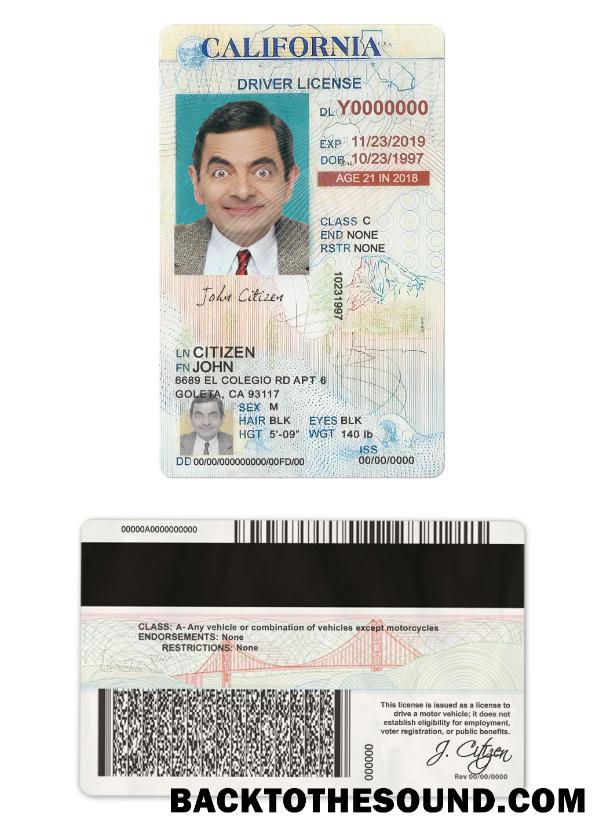 CALIFORNIA USA
DRIVER LICENSE
DL Y0000000
EXP 11/23/2019
DOB 10/23/1997
AGE 21 IN 2018
CLASS C
END NONE
RSTR NONE
10231997
John Citizen
LN CITIZEN
FN JOHN
6689 EL COLEGIO RD APT 6
GOLETA, CA 93117
SEX M
HAIR BLK EYES BLK
HGT 5'-09" WGT 140 lb
ISS
DD 00/00/000000000/00FD/00 00/00/0000
00000A0000000000
CLASS: A- Any vehicle or combination of vehicles except motorcycles
ENDORSEMENTS: None
RESTRICTIONS: None
This license is issued as a license to
drive a motor vehicle; it does not
establish eligibility for employment,
voter registration, or public benefits.
000000
J. Citizen
Rev 00/00/0000
BACKTOTHESOUND.COM